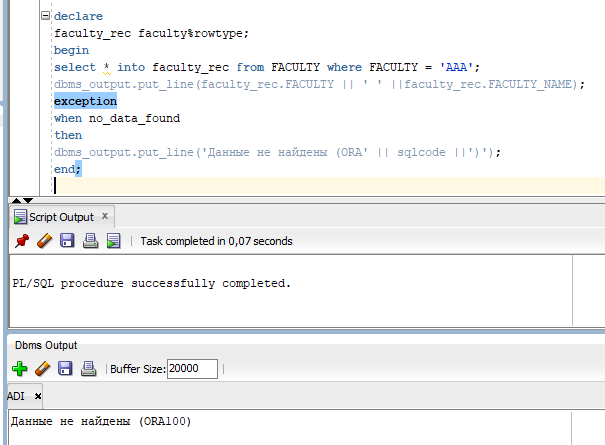 declare
faculty_rec faculty%rowtype;
begin
select * into faculty_rec from FACULTY where FACULTY = 'AAA';
dbms_output.put_line(faculty_rec.FACULTY || ' ' ||faculty_rec.FACULTY_NAME);
exception
when no_data_found
then
dbms_output.put_line('Данные не найдены (ORA' || sqlcode ||')');
end;
Script Output x
Task completed in 0,07 seconds
PL/SQL procedure successfully completed.
Dbms Output
Buffer Size: 20000
ADI x
Данные не найдены (ORA100)